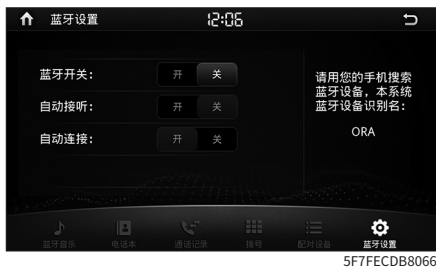 蓝牙设置
12:06
蓝牙开关：
开 关
自动接听：
开 关
自动连接：
开 关
请用您的手机搜索
蓝牙设备，本系统
蓝牙设备识别名：
ORA
蓝牙音乐
电话本
通话记录
拨号
配对设备
蓝牙设置
5F7FECDB8066